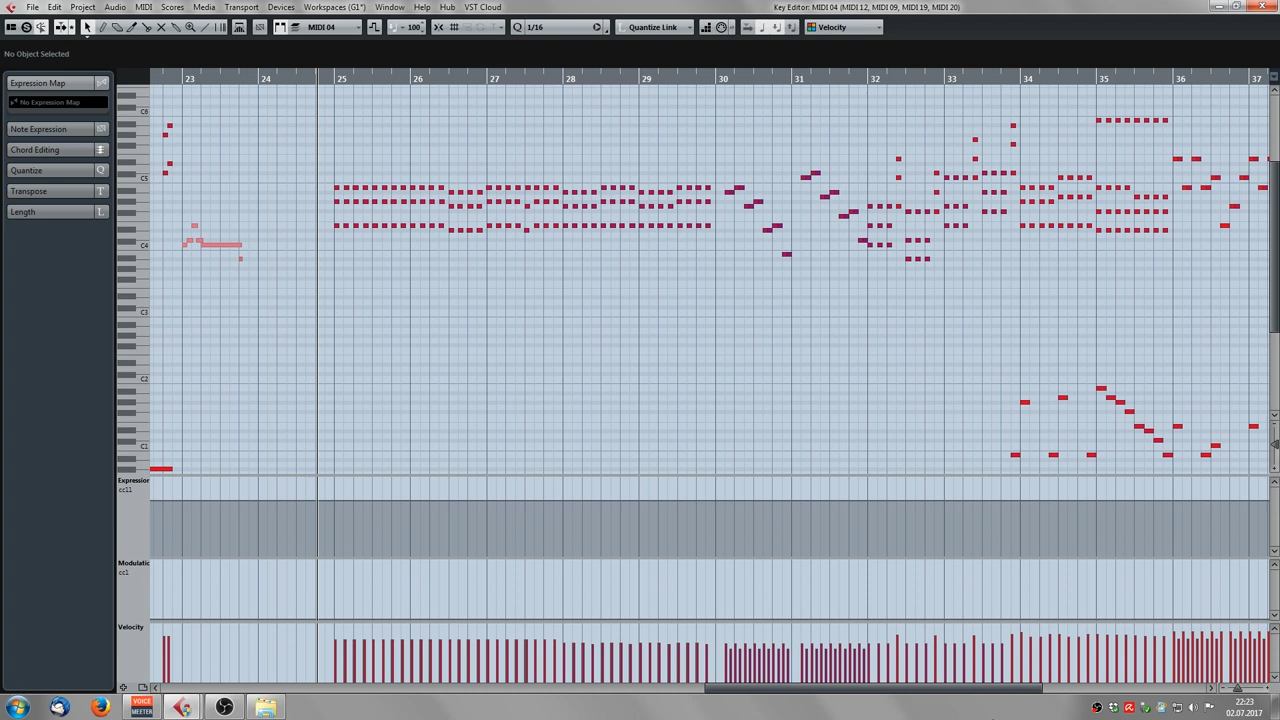 File Edit Project Audio MIDI Scores Media Transport Devices Workspaces (G1*) Window Help Hub VST Cloud
Key Editor: MIDI 04 (MIDI 12, MIDI 09, MIDI 19, MIDI 20)
MIDI 04 100 Q 1/16 Quantize Link Velocity
No Object Selected
Expression Map
No Expression Map
Note Expression
Chord Editing
Quantize Q
Transpose
Length L
23 24 25 26 27 28 29 30 31 32 33 34 35 36 37
C6
C5
C4
C3
C2
C1
Expression
cc11
Modulatic
cc1
Velocity
VOICE
MEETER
22:23
02.07.2017